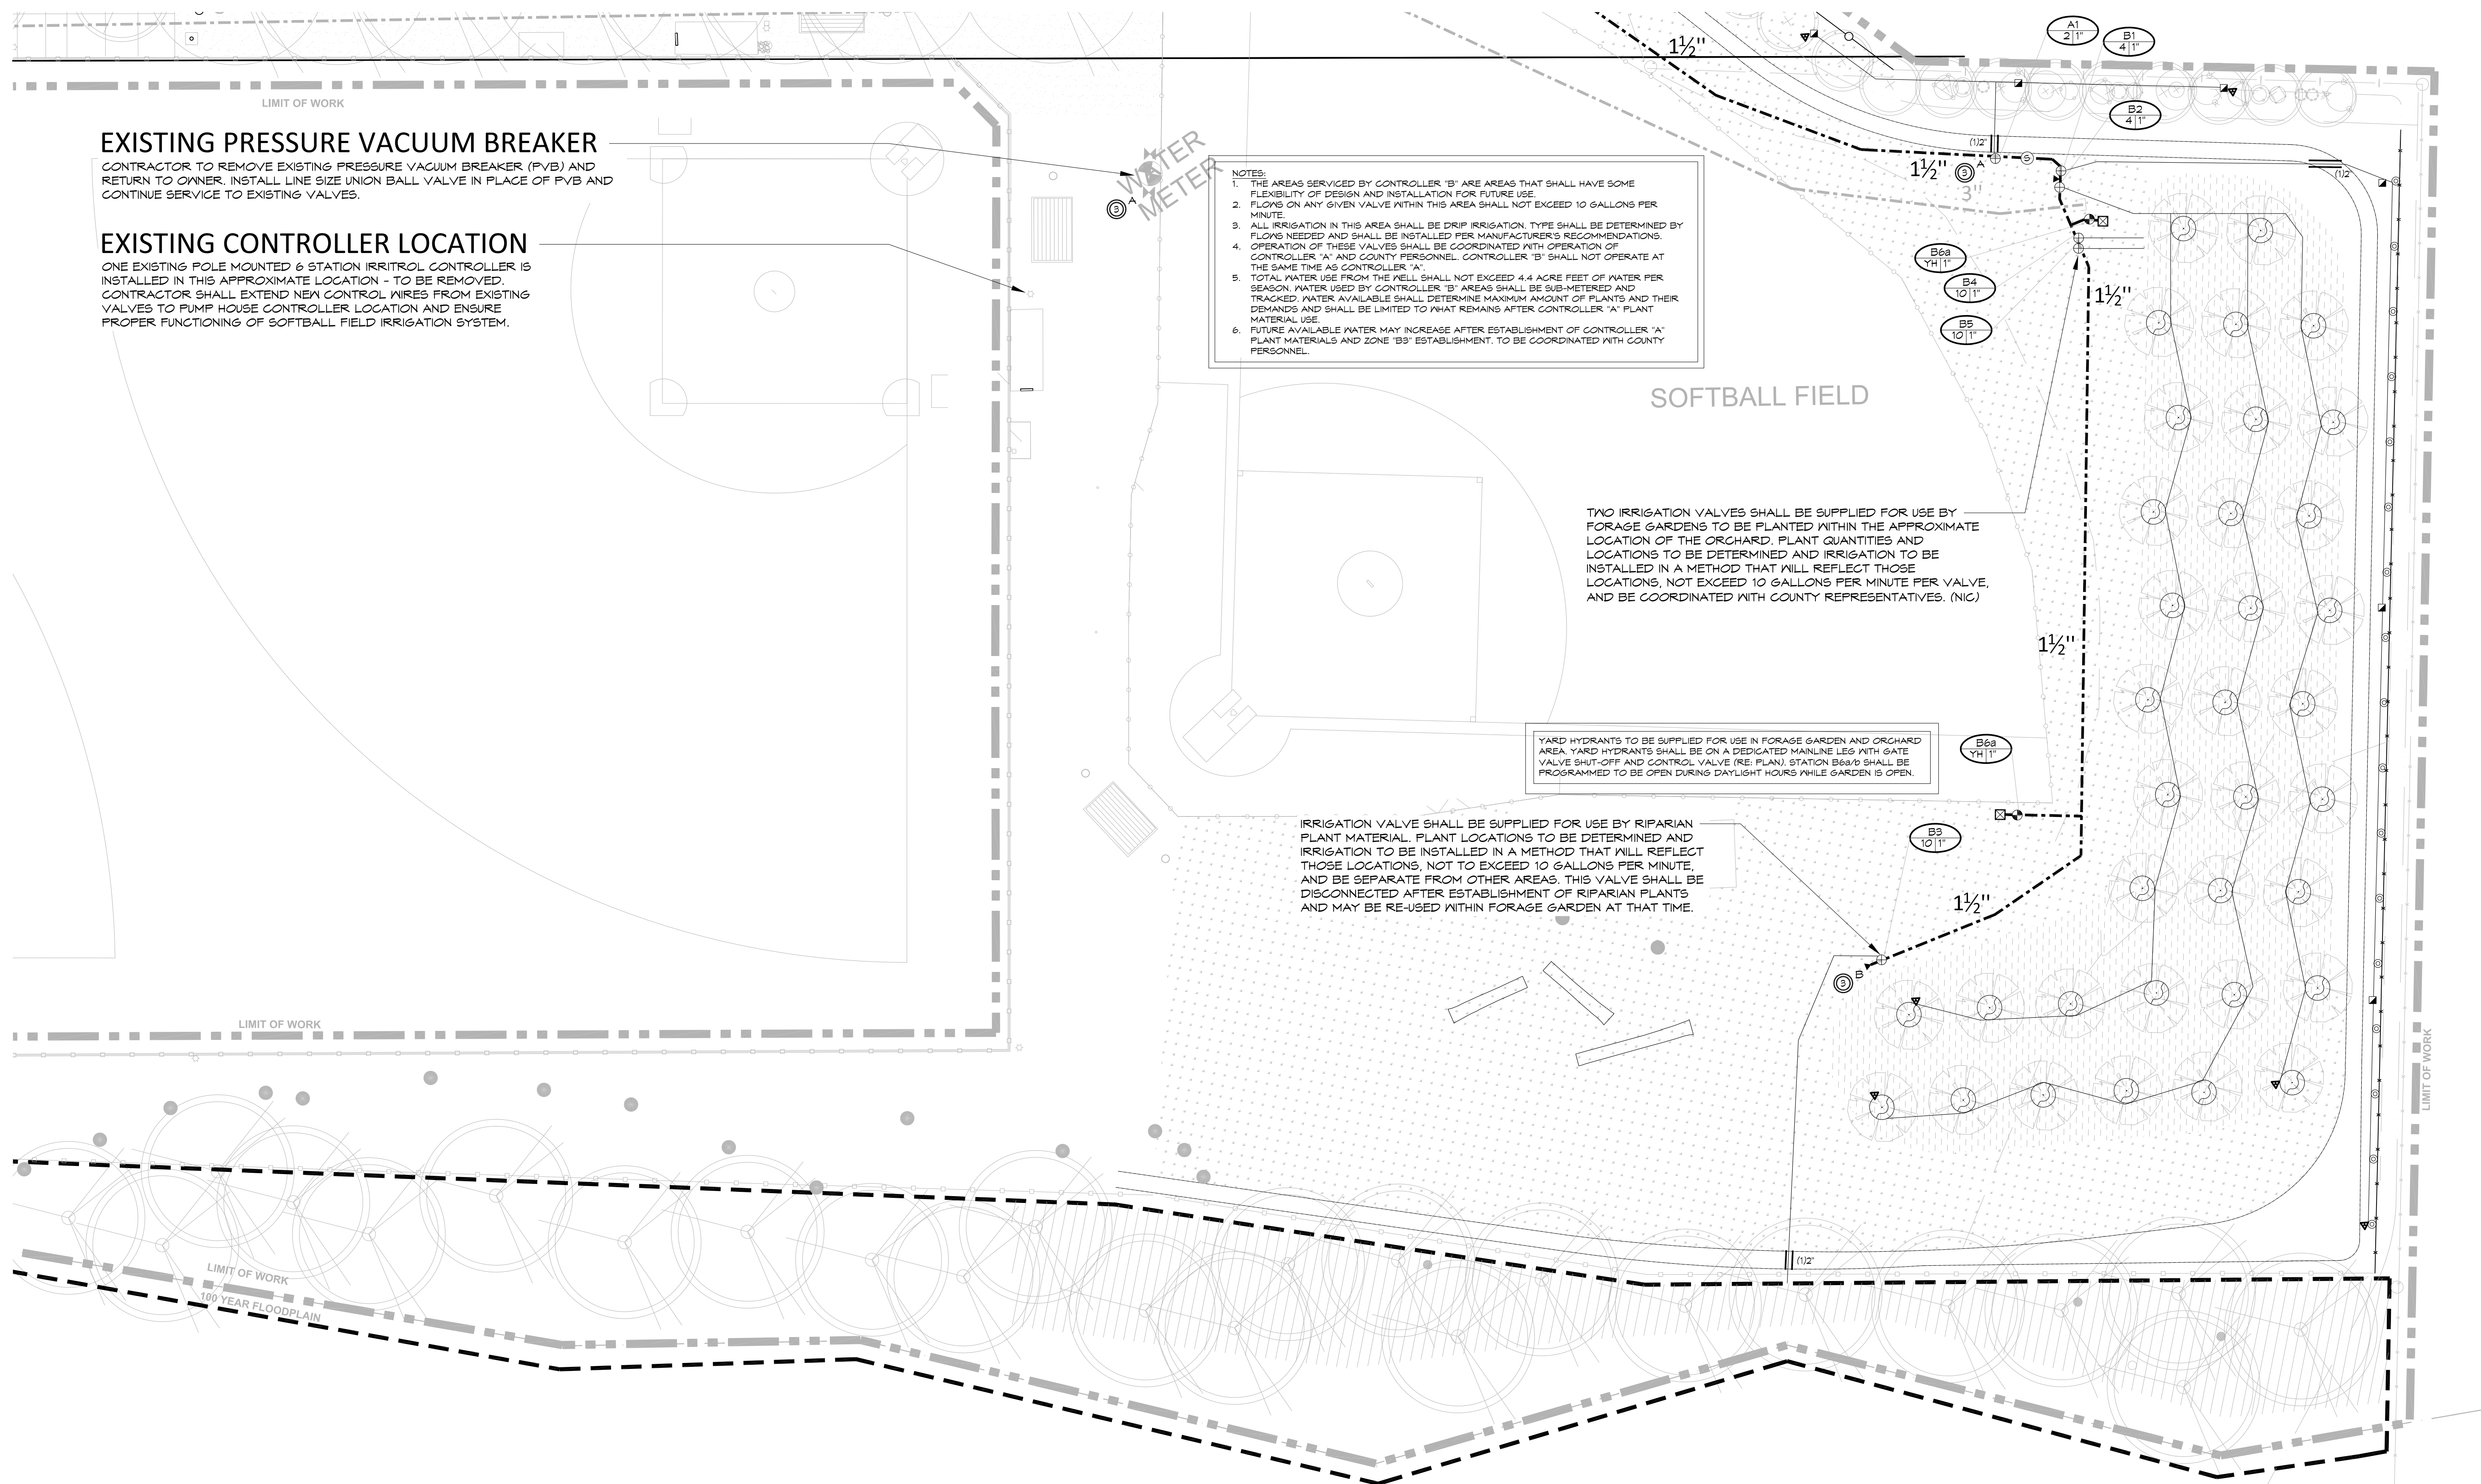 LIMIT OF WORK
EXISTING PRESSURE VACUUM BREAKER
CONTRACTOR TO REMOVE EXISTING PRESSURE VACUUM BREAKER (PVB) AND
RETURN TO OWNER. INSTALL LINE SIZE UNION BALL VALVE IN PLACE OF PVB AND
CONTINUE SERVICE TO EXISTING VALVES.
EXISTING CONTROLLER LOCATION
ONE EXISTING POLE MOUNTED 6 STATION IRRITROL CONTROLLER IS
INSTALLED IN THIS APPROXIMATE LOCATION - TO BE REMOVED.
CONTRACTOR SHALL EXTEND NEW CONTROL WIRES FROM EXISTING
VALVES TO PUMP HOUSE CONTROLLER LOCATION AND ENSURE
PROPER FUNCTIONING OF SOFTBALL FIELD IRRIGATION SYSTEM.
WATER
METER
3 A
NOTES:
1. THE AREAS SERVICED BY CONTROLLER "B" ARE AREAS THAT SHALL HAVE SOME
FLEXIBILITY OF DESIGN AND INSTALLATION FOR FUTURE USE.
2. FLOWS ON ANY GIVEN VALVE WITHIN THIS AREA SHALL NOT EXCEED 10 GALLONS PER
MINUTE.
3. ALL IRRIGATION IN THIS AREA SHALL BE DRIP IRRIGATION. TYPE SHALL BE DETERMINED BY
FLOWS NEEDED AND SHALL BE INSTALLED PER MANUFACTURER'S RECOMMENDATIONS.
4. OPERATION OF THESE VALVES SHALL BE COORDINATED WITH OPERATION OF
CONTROLLER "A" AND COUNTY PERSONNEL. CONTROLLER "B" SHALL NOT OPERATE AT
THE SAME TIME AS CONTROLLER "A".
5. TOTAL WATER USE FROM THE WELL SHALL NOT EXCEED 4.4 ACRE FEET OF WATER PER
SEASON. WATER USED BY CONTROLLER "B" AREAS SHALL BE SUB-METERED AND
TRACKED. WATER AVAILABLE SHALL DETERMINE MAXIMUM AMOUNT OF PLANTS AND THEIR
DEMANDS AND SHALL BE LIMITED TO WHAT REMAINS AFTER CONTROLLER "A" PLANT
MATERIAL USE.
6. FUTURE AVAILABLE WATER MAY INCREASE AFTER ESTABLISHMENT OF CONTROLLER "A"
PLANT MATERIALS AND ZONE "B3" ESTABLISHMENT. TO BE COORDINATED WITH COUNTY
PERSONNEL.
1½"
A1
2 1"
B1
4 1"
B2
4 1"
(1)2"
1½"
3 A
S
3"
(1)2"
B6a
YH 1"
B4
10 1"
B5
10 1"
1½"
SOFTBALL FIELD
TWO IRRIGATION VALVES SHALL BE SUPPLIED FOR USE BY
FORAGE GARDENS TO BE PLANTED WITHIN THE APPROXIMATE
LOCATION OF THE ORCHARD. PLANT QUANTITIES AND
LOCATIONS TO BE DETERMINED AND IRRIGATION TO BE
INSTALLED IN A METHOD THAT WILL REFLECT THOSE
LOCATIONS, NOT EXCEED 10 GALLONS PER MINUTE PER VALVE,
AND BE COORDINATED WITH COUNTY REPRESENTATIVES. (NIC)
1½"
YARD HYDRANTS TO BE SUPPLIED FOR USE IN FORAGE GARDEN AND ORCHARD
AREA. YARD HYDRANTS SHALL BE ON A DEDICATED MAINLINE LEG WITH GATE
VALVE SHUT-OFF AND CONTROL VALVE (RE: PLAN). STATION B6a/b SHALL BE
PROGRAMMED TO BE OPEN DURING DAYLIGHT HOURS WHILE GARDEN IS OPEN.
B6a
YH 1"
IRRIGATION VALVE SHALL BE SUPPLIED FOR USE BY RIPARIAN
PLANT MATERIAL. PLANT LOCATIONS TO BE DETERMINED AND
IRRIGATION TO BE INSTALLED IN A METHOD THAT WILL REFLECT
THOSE LOCATIONS, NOT TO EXCEED 10 GALLONS PER MINUTE,
AND BE SEPARATE FROM OTHER AREAS. THIS VALVE SHALL BE
DISCONNECTED AFTER ESTABLISHMENT OF RIPARIAN PLANTS
AND MAY BE RE-USED WITHIN FORAGE GARDEN AT THAT TIME.
B3
10 1"
1½"
3 B
LIMIT OF WORK
LIMIT OF WORK
(1)2"
LIMIT OF WORK
100 YEAR FLOODPLAIN